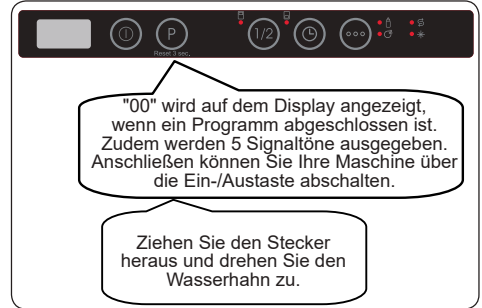 P
1/2
Reset 3 sec.
"00" wird auf dem Display angezeigt,
wenn ein Programm abgeschlossen ist.
Zudem werden 5 Signaltöne ausgegeben.
Anschließen können Sie Ihre Maschine über
die Ein-/Austaste abschalten.
Ziehen Sie den Stecker
heraus und drehen Sie den
Wasserhahn zu.